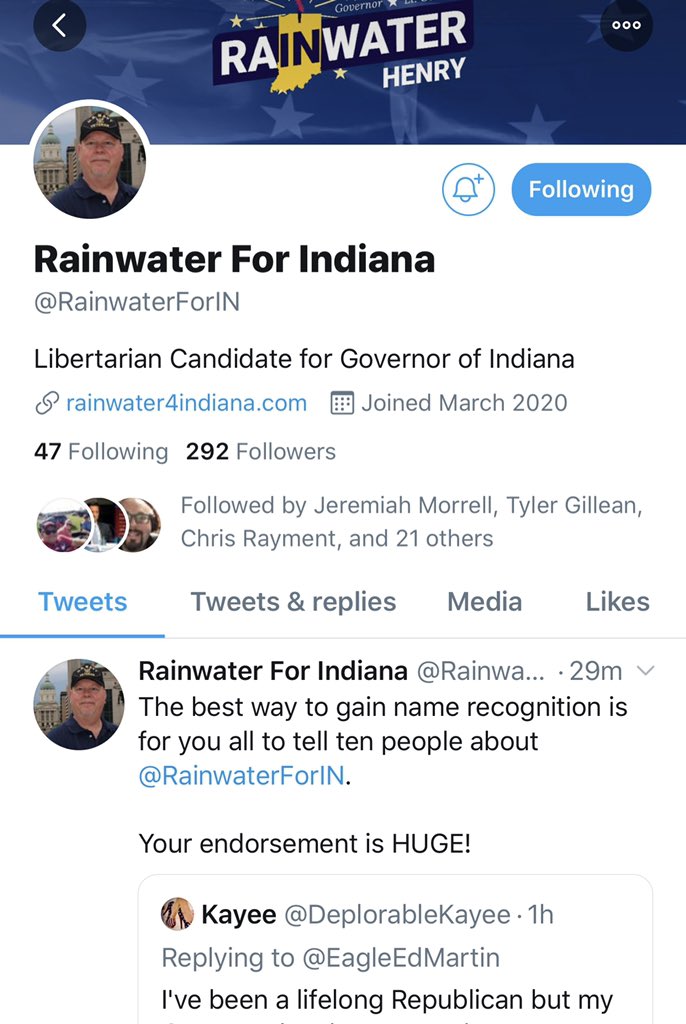 Governor
RAINWATER
HENRY
Following
Rainwater For Indiana
@RainwaterForIN
Libertarian Candidate for Governor of Indiana
rainwater4indiana.com Joined March 2020
47 Following 292 Followers
Followed by Jeremiah Morrell, Tyler Gillean,
Chris Rayment, and 21 others
Tweets Tweets & replies Media Likes
Rainwater For Indiana @Rainwa... · 29m
The best way to gain name recognition is
for you all to tell ten people about
@RainwaterForIN.
Your endorsement is HUGE!
Kayee @DeplorableKayee · 1h
Replying to @EagleEdMartin
I've been a lifelong Republican but my